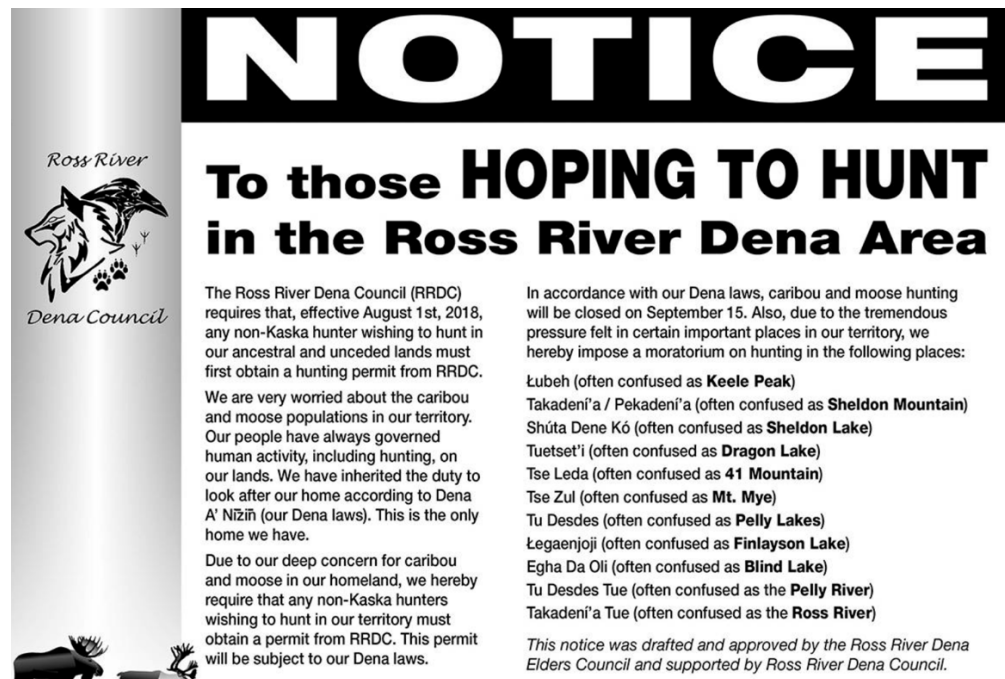 NOTICE
Ross River
Dena Council
To those HOPING TO HUNT
in the Ross River Dena Area
The Ross River Dena Council (RRDC)
requires that, effective August 1st, 2018,
any non-Kaska hunter wishing to hunt in
our ancestral and unceded lands must
first obtain a hunting permit from RRDC.
We are very worried about the caribou
and moose populations in our territory.
Our people have always governed
human activity, including hunting, on
our lands. We have inherited the duty to
look after our home according to Dena
A' Nīzīn̄ (our Dena laws). This is the only
home we have.
Due to our deep concern for caribou
and moose in our homeland, we hereby
require that any non-Kaska hunters
wishing to hunt in our territory must
obtain a permit from RRDC. This permit
will be subject to our Dena laws.
In accordance with our Dena laws, caribou and moose hunting
will be closed on September 15. Also, due to the tremendous
pressure felt in certain important places in our territory, we
hereby impose a moratorium on hunting in the following places:
Łubeh (often confused as Keele Peak)
Takadení'a / Pekadení'a (often confused as Sheldon Mountain)
Shúta Dene Kó (often confused as Sheldon Lake)
Tuetset'i (often confused as Dragon Lake)
Tse Leda (often confused as 41 Mountain)
Tse Zul (often confused as Mt. Mye)
Tu Desdes (often confused as Pelly Lakes)
Łegaenjoji (often confused as Finlayson Lake)
Egha Da Oli (often confused as Blind Lake)
Tu Desdes Tue (often confused as the Pelly River)
Takadení'a Tue (often confused as the Ross River)
This notice was drafted and approved by the Ross River Dena
Elders Council and supported by Ross River Dena Council.